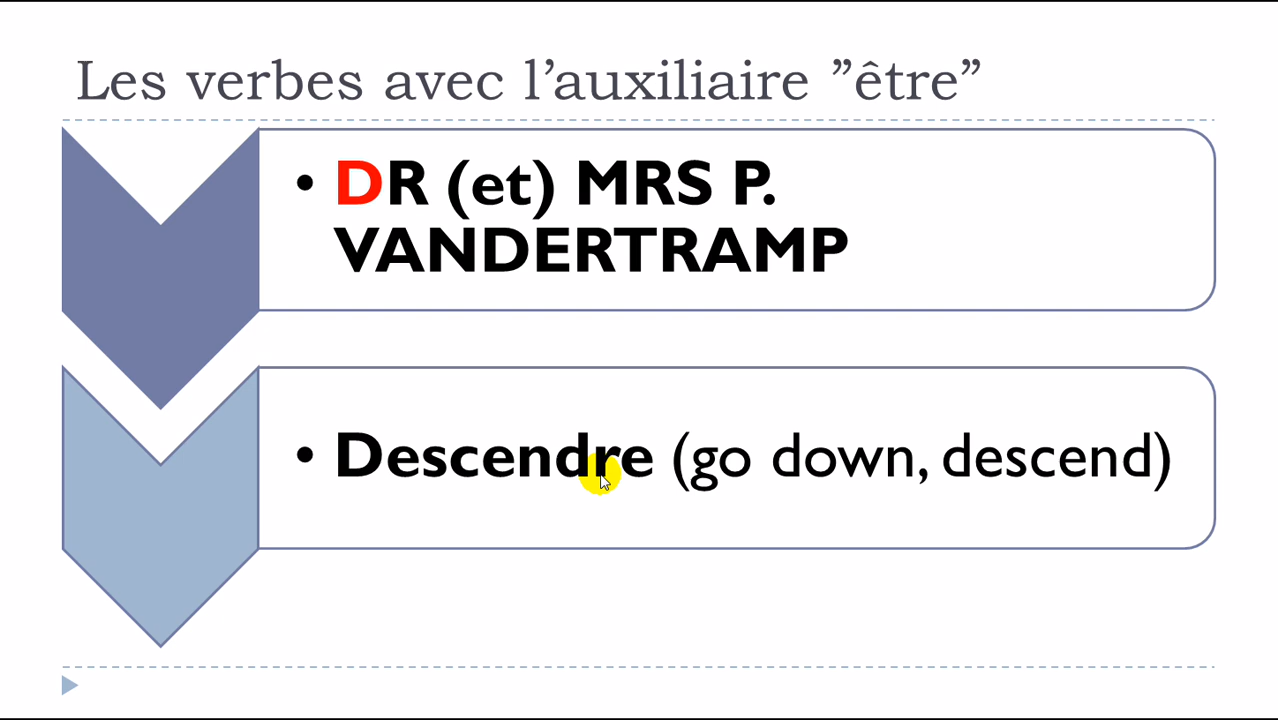 Les verbes avec l’auxiliaire ”être”
• DR (et) MRS P.
VANDERTRAMP
• Descendre (go down, descend)